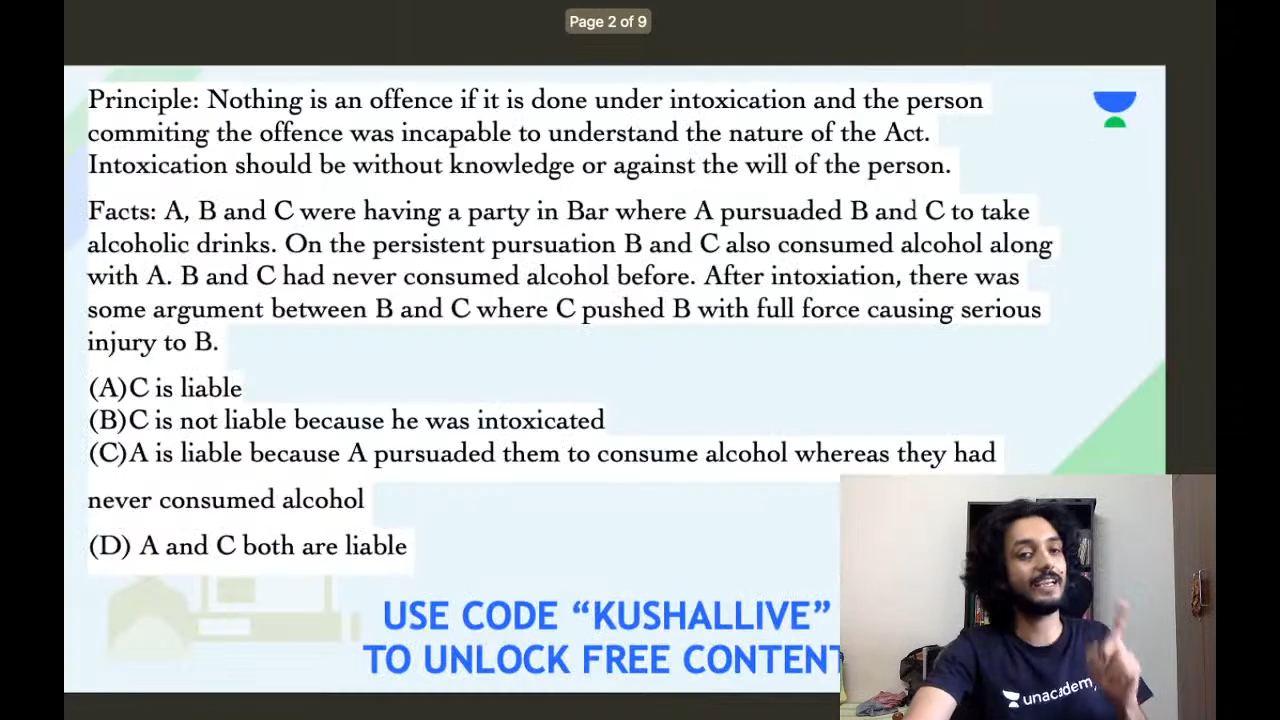 Page 2 of 9
Principle: Nothing is an offence if it is done under intoxication and the person
commiting the offence was incapable to understand the nature of the Act.
Intoxication should be without knowledge or against the will of the person.
Facts: A, B and C were having a party in Bar where A pursuaded B and C to take
alcoholic drinks. On the persistent pursuation B and C also consumed alcohol along
with A. B and C had never consumed alcohol before. After intoxiation, there was
some argument between B and C where C pushed B with full force causing serious
injury to B.
(A)C is liable
(B)C is not liable because he was intoxicated
(C)A is liable because A pursuaded them to consume alcohol whereas they had
never consumed alcohol
(D) A and C both are liable
USE CODE “KUSHALLIVE”
TO UNLOCK FREE CONTENT
unacademy